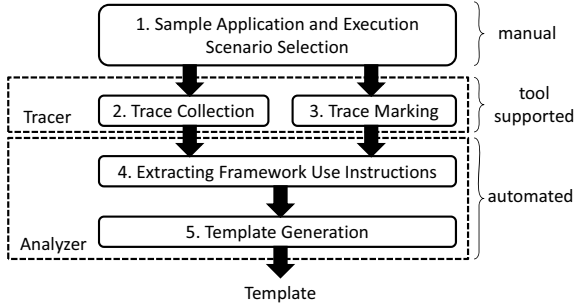 1. Sample Application and Execution
Scenario Selection
manual
2. Trace Collection
3. Trace Marking
Tracer
tool
supported
4. Extracting Framework Use Instructions
automated
5. Template Generation
Analyzer
Template